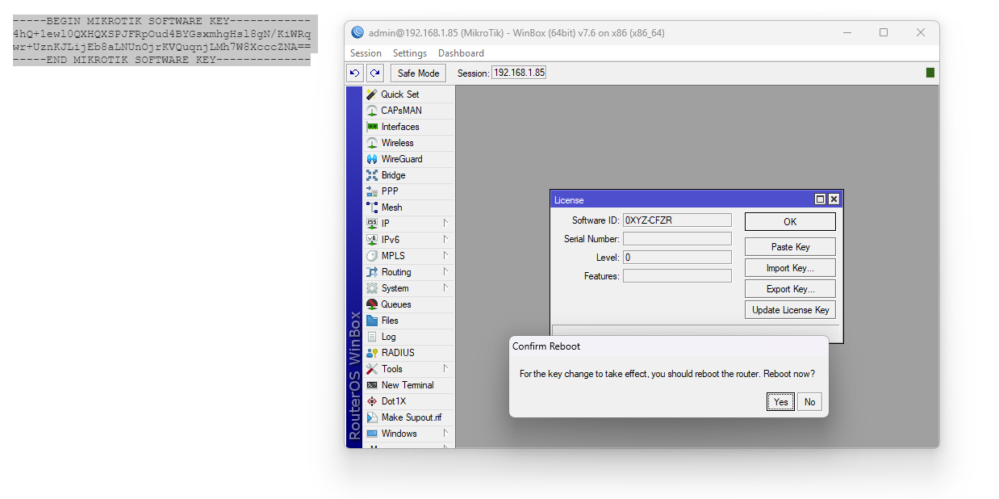 -----BEGIN MIKROTIK SOFTWARE KEY------------
4hQ+1ewl0QXHQXSPJFRpOud4BYGsxmhgHsl8gN/KiWRq
wr+UznKJLijEb8aLNUnOjrKVQuqnjLMh7W8XcccZNA==
-----END MIKROTIK SOFTWARE KEY--------------
admin@192.168.1.85 (MikroTik) - WinBox (64bit) v7.6 on x86 (x86_64)
Session Settings Dashboard
Safe Mode Session: 192.168.1.85
RouterOS WinBox
Quick Set
CAPsMAN
Interfaces
Wireless
WireGuard
Bridge
PPP
Mesh
IP
IPv6
MPLS
Routing
System
Queues
Files
Log
RADIUS
Tools
New Terminal
Dot1X
Make Supout.rif
Windows
License
Software ID: 0XYZ-CFZR
Serial Number:
Level: 0
Features:
OK
Paste Key
Import Key...
Export Key...
Update License Key
Confirm Reboot
For the key change to take effect, you should reboot the router. Reboot now?
Yes No